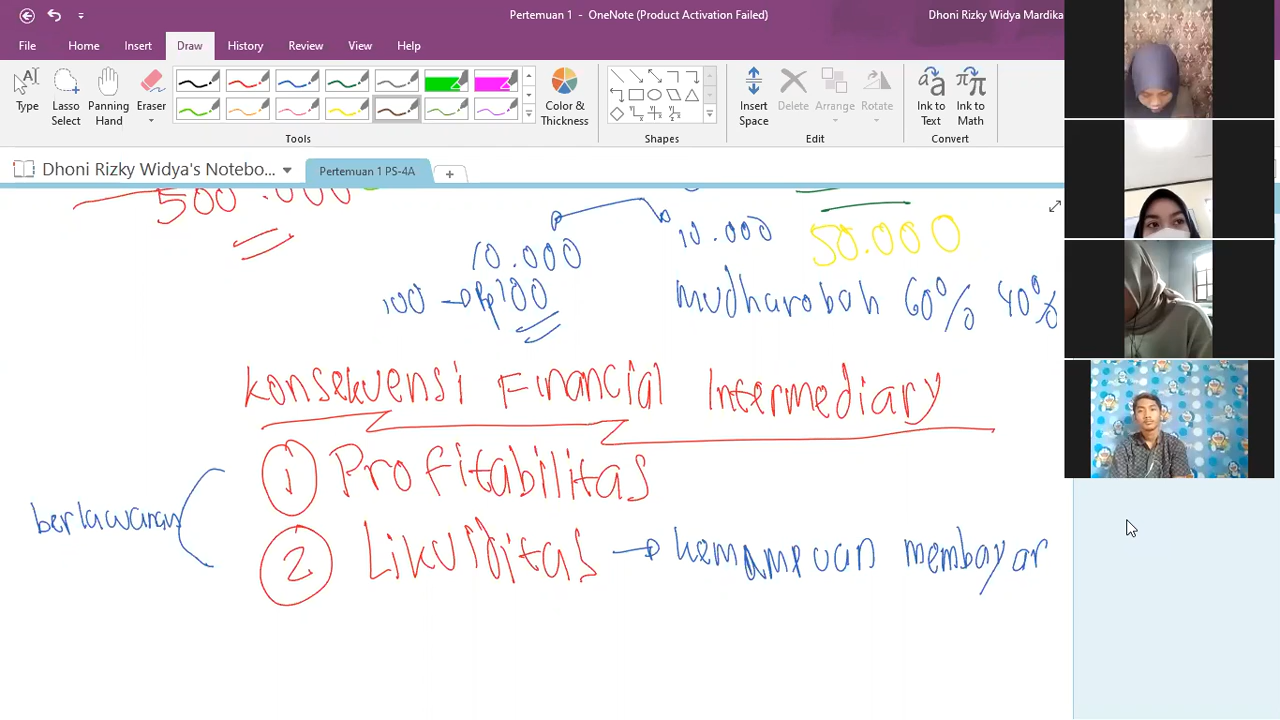 Pertemuan 1 - OneNote (Product Activation Failed)
Dhoni Rizky Widya Mardika
File Home Insert Draw History Review View Help
Type
Lasso Select
Panning Hand
Eraser
Color & Thickness
Insert Space
Delete
Arrange
Rotate
Ink to Text
Ink to Math
Tools
Shapes
Edit
Convert
Dhoni Rizky Widya's Notebo...
Pertemuan 1 PS-4A
500.000
10.000
10.000
50.000
100 → Rp100
mudharobah 60% 40%
Konsekuensi Financial Intermediary
1 Profitabilitas
berlawanan
2 Likuiditas → kemampuan membayar